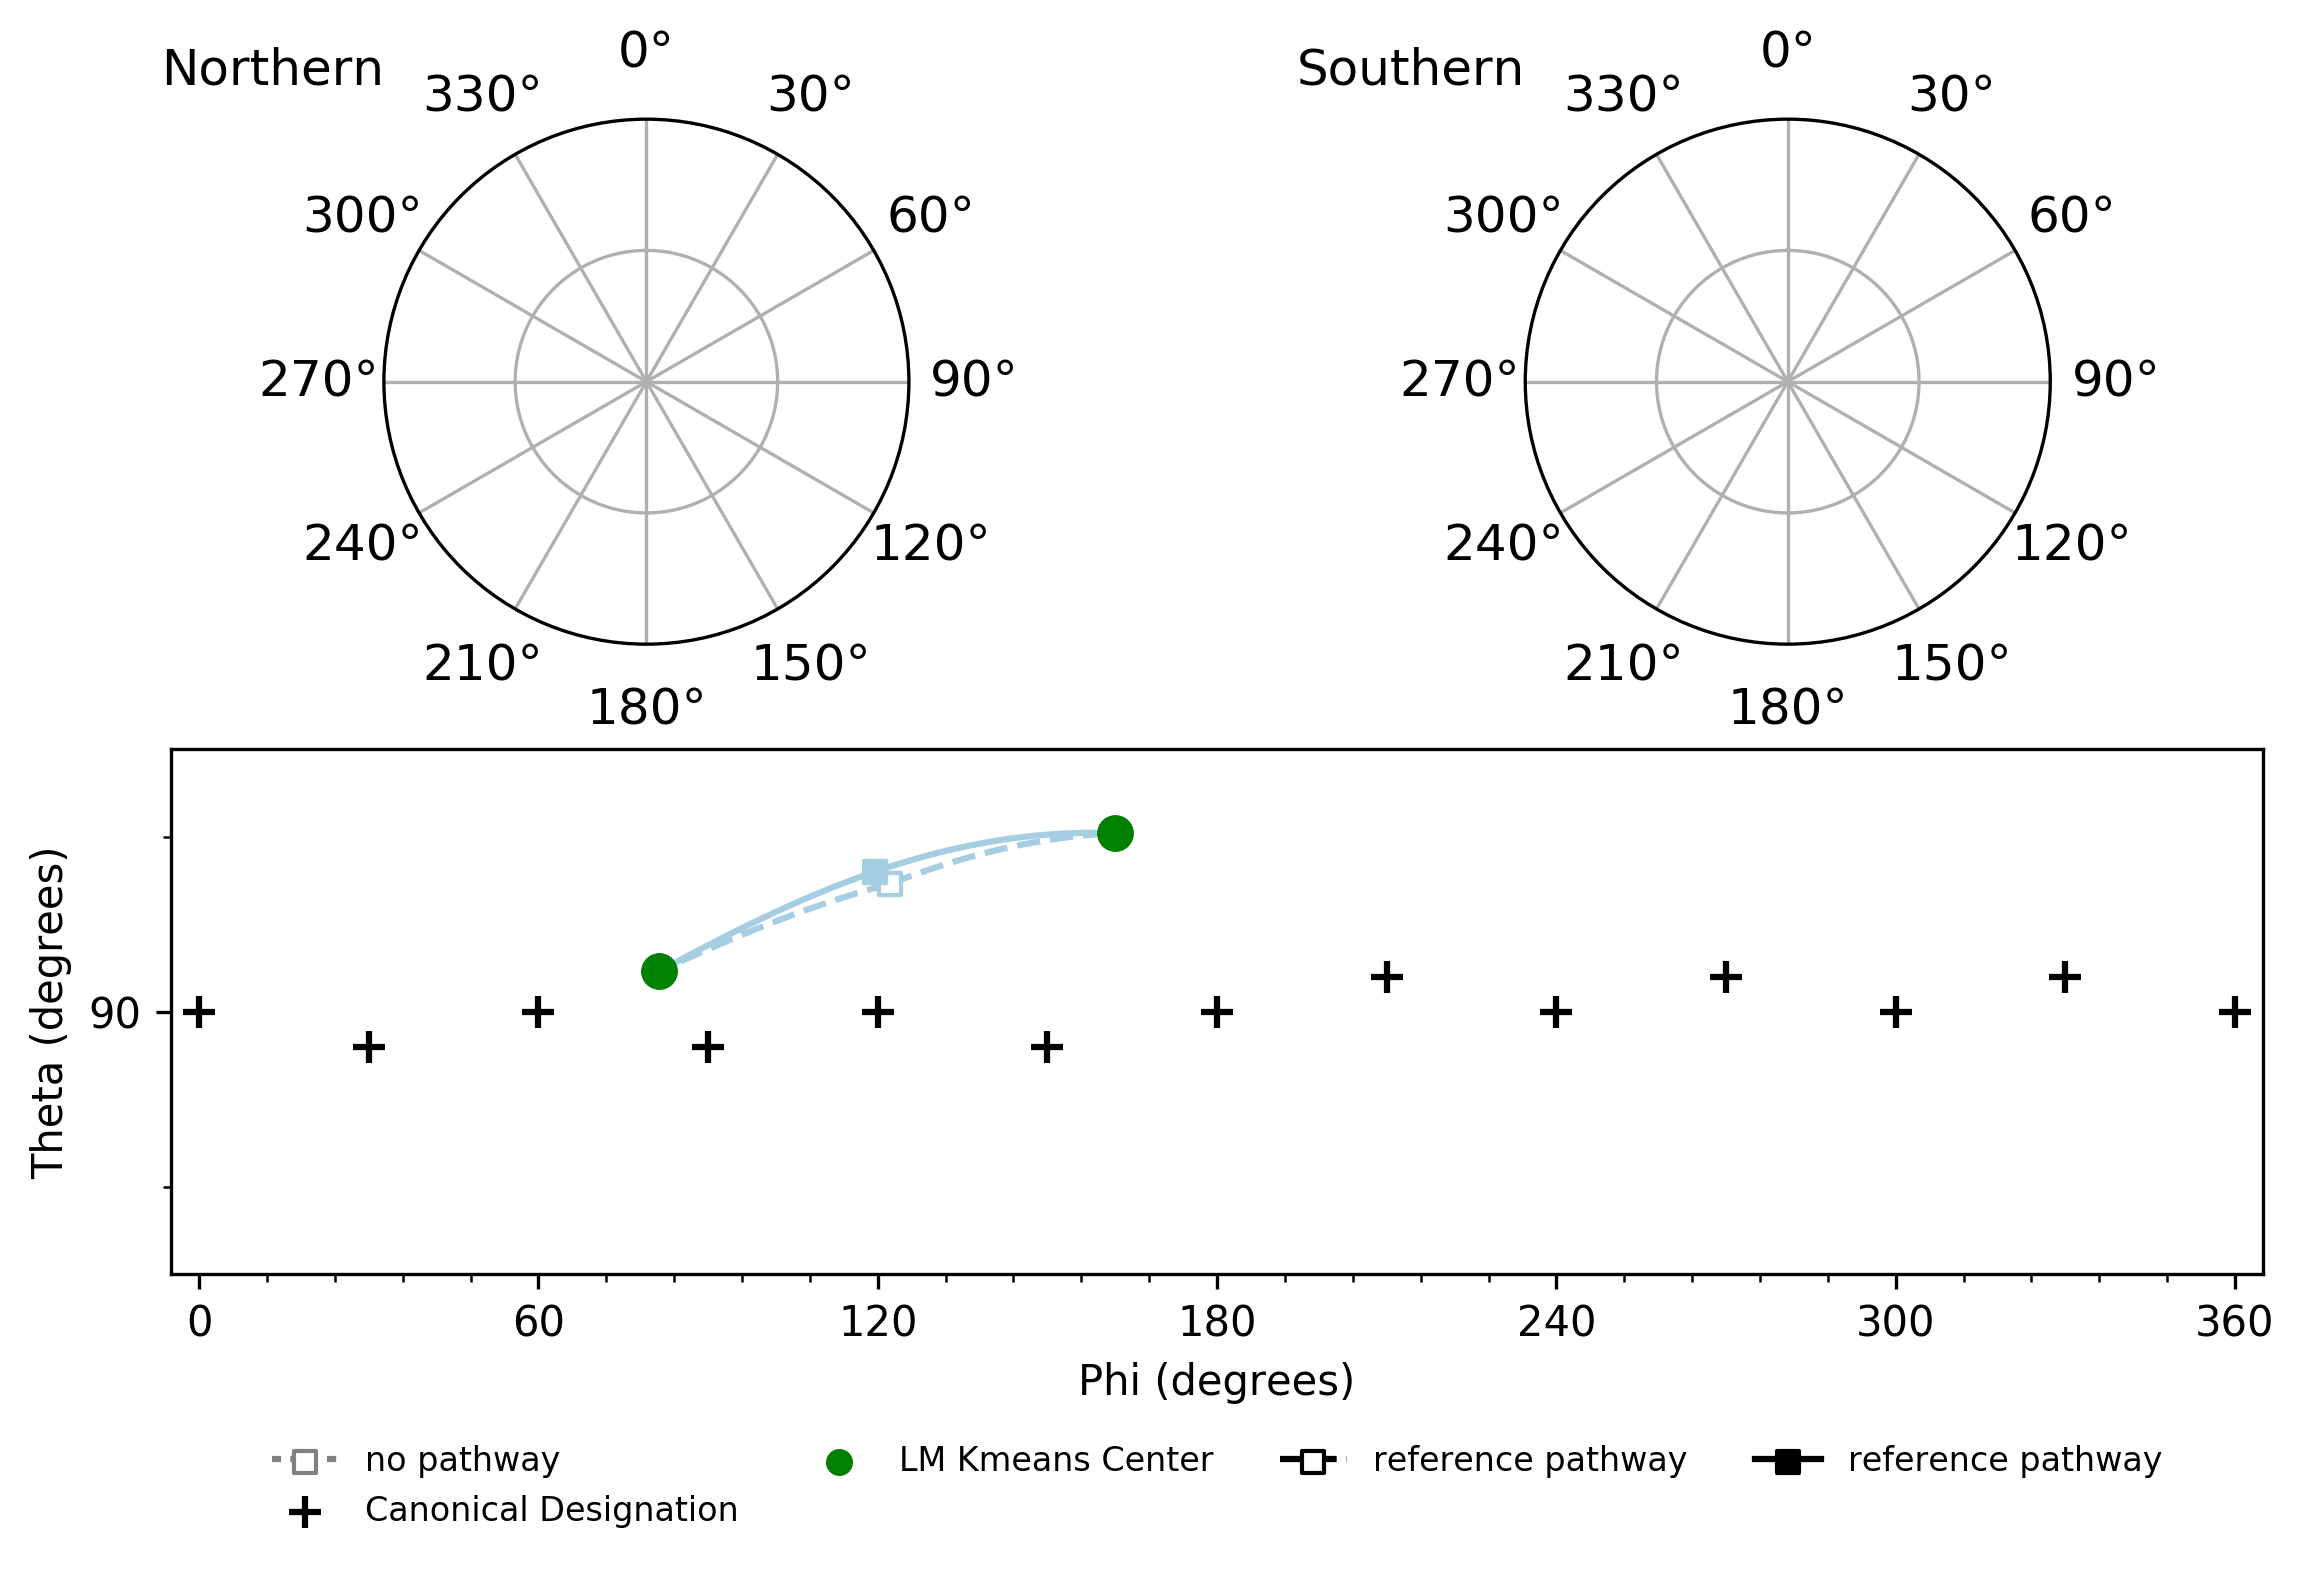 Northern
0°
330°
30°
300°
60°
270°
90°
240°
120°
210°
150°
180°
Southern
0°
330°
30°
300°
60°
270°
90°
240°
120°
210°
150°
180°
Theta (degrees)
90
0 60 120 180 240 300 360
Phi (degrees)
no pathway
Canonical Designation
LM Kmeans Center
reference pathway
reference pathway